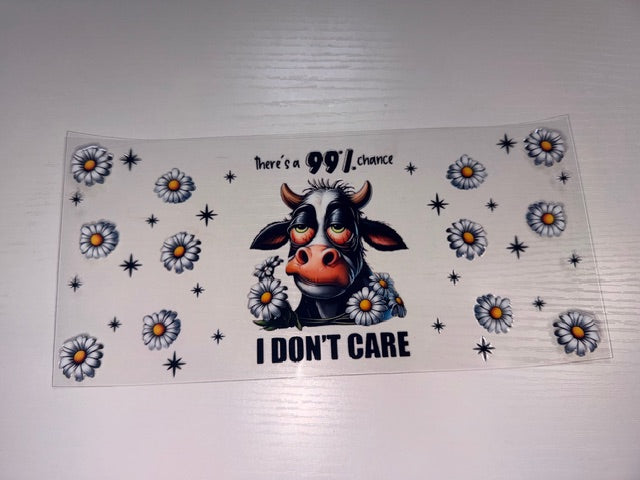 there's a 99% chance
I DON'T CARE